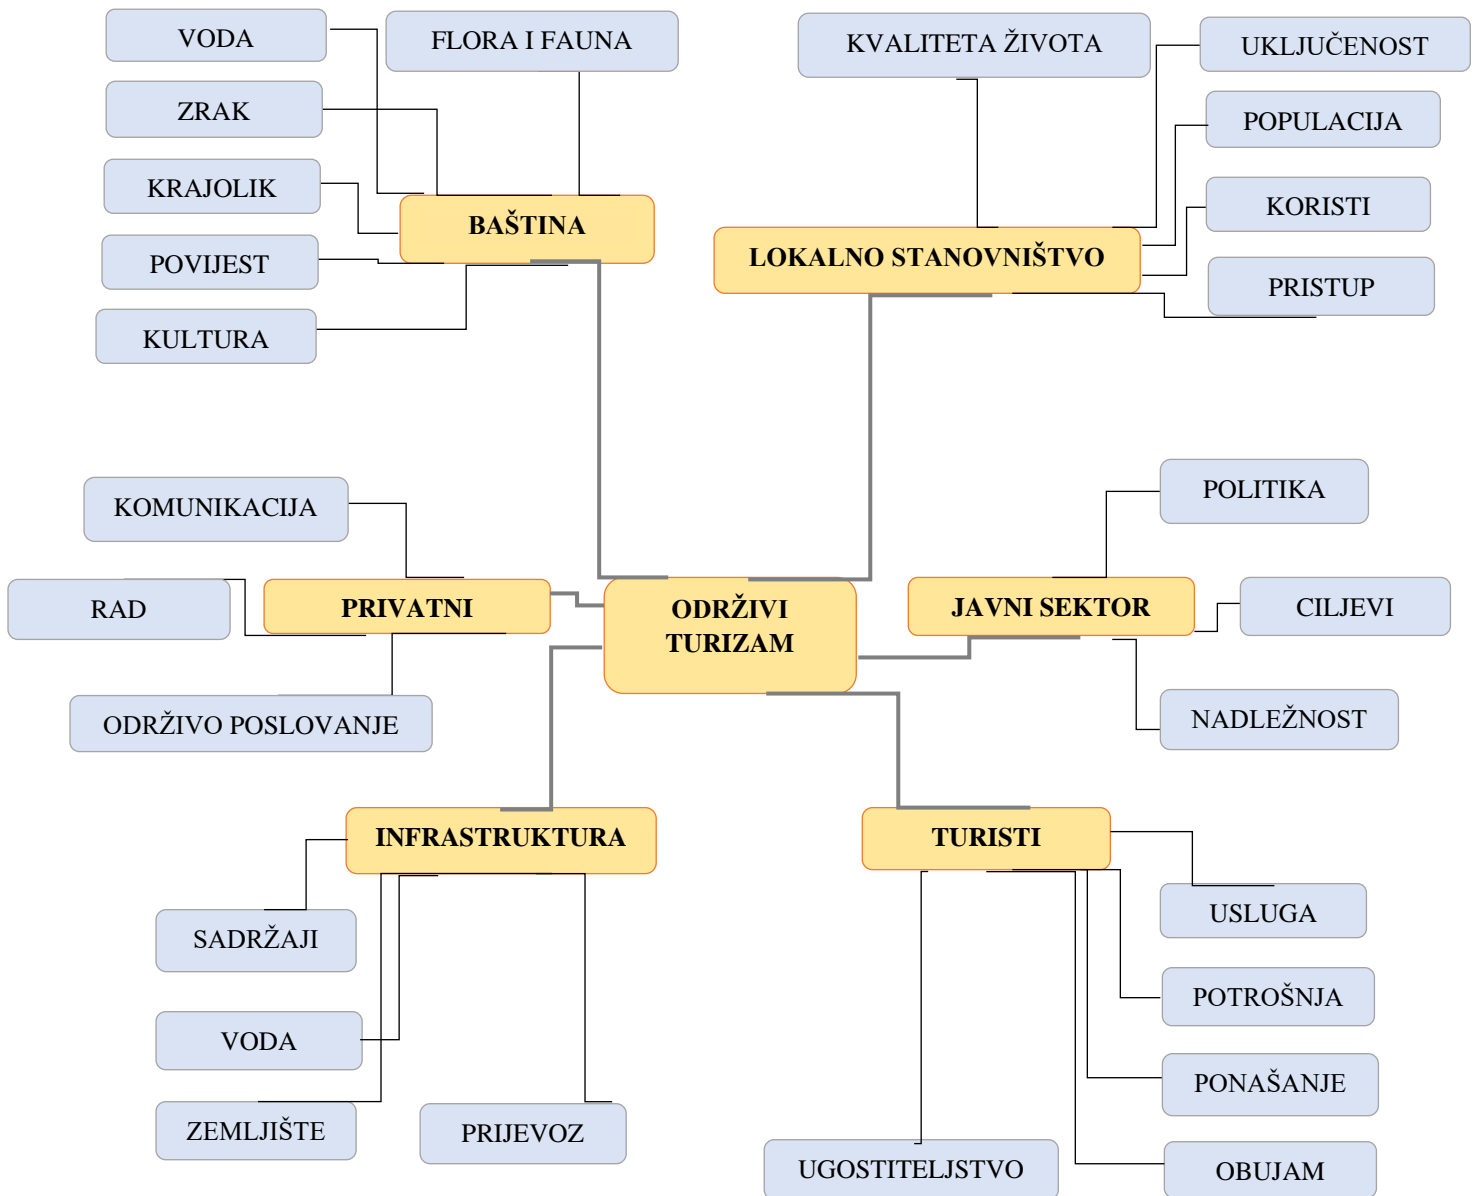 VODA
FLORA I FAUNA
KVALITETA ŽIVOTA
UKLJUČENOST
ZRAK
POPULACIJA
KRAJOLIK
KORISTI
BAŠTINA
LOKALNO STANOVNIŠTVO
POVIJEST
PRISTUP
KULTURA
POLITIKA
KOMUNIKACIJA
RAD
PRIVATNI
ODRŽIVI
TURIZAM
JAVNI SEKTOR
CILJEVI
ODRŽIVO POSLOVANJE
NADLEŽNOST
INFRASTRUKTURA
TURISTI
SADRŽAJI
USLUGA
POTROŠNJA
VODA
PONAŠANJE
ZEMLJIŠTE
PRIJEVOZ
UGOSTITELJSTVO
OBUJAM